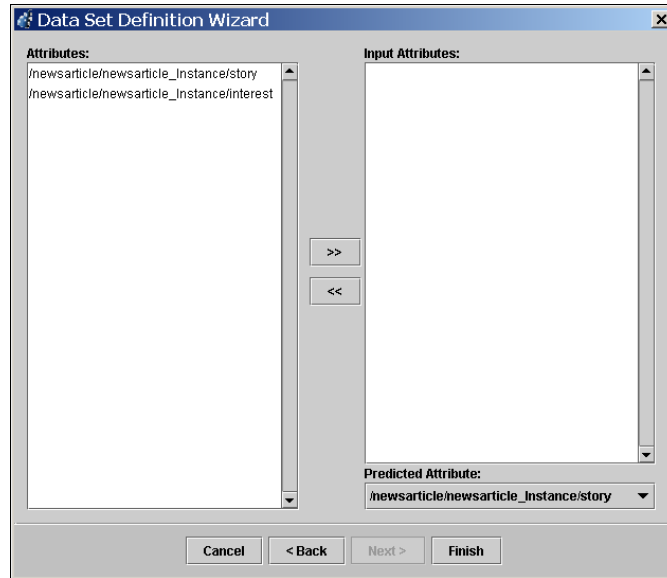 Data Set Definition Wizard
Attributes:
/newsarticle/newsarticle_Instance/story
/newsarticle/newsarticle_Instance/interest
>>
<<
Input Attributes:
Predicted Attribute:
/newsarticle/newsarticle_Instance/story
Cancel
< Back
Next >
Finish